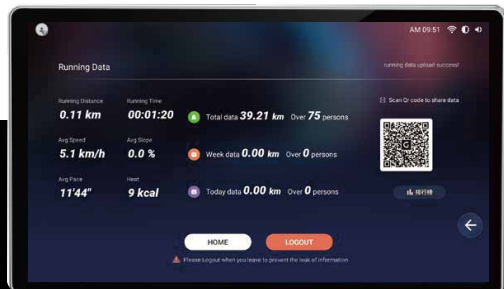 AM 09:51
Running Data
running data upload success!
Running Distance
0.11 km
Running Time
00:01:20
Avg Speed
5.1 km/h
Avg Slope
0.0 %
Avg Pace
11'44"
Heat
9 kcal
Total data 39.21 km Over 75 persons
Week data 0.00 km Over 0 persons
Today data 0.00 km Over 0 persons
Scan Qr code to share data
排行榜
HOME
LOGOUT
Please Logout when you leave to prevent the leak of information